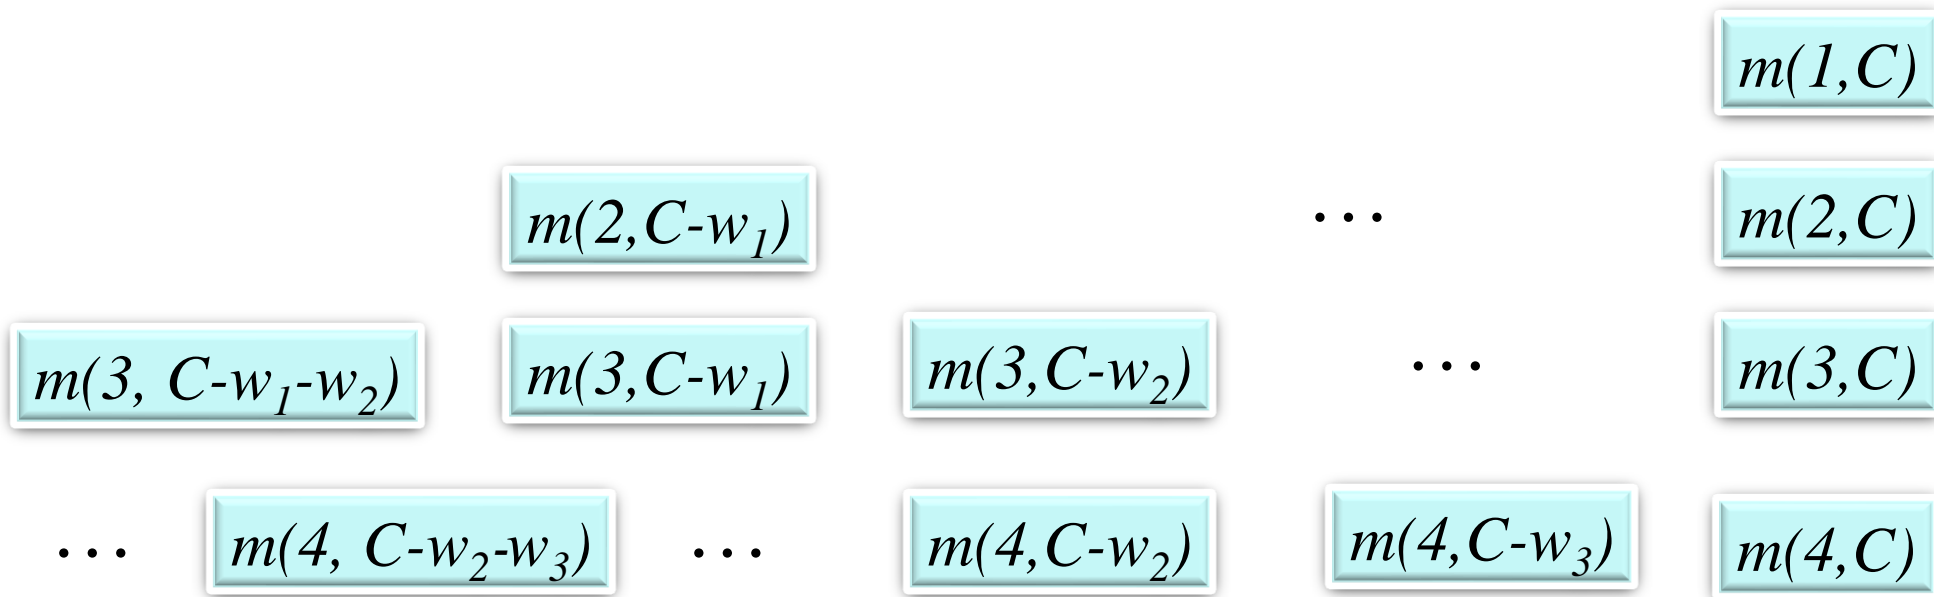 m(1,C)
m(2,C-w₁) … m(2,C)
m(3, C-w₁-w₂) m(3,C-w₁) m(3,C-w₂) … m(3,C)
… m(4, C-w₂-w₃) … m(4,C-w₂) m(4,C-w₃) m(4,C)